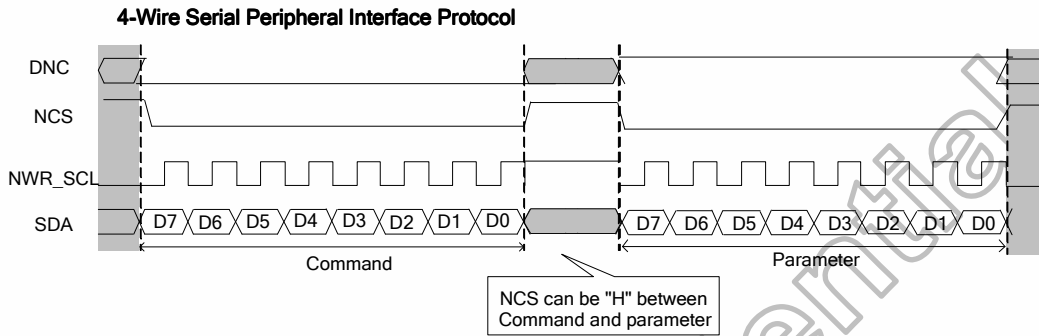 4-Wire Serial Peripheral Interface Protocol
DNC
NCS
NWR_SCL
SDA D7 D6 D5 D4 D3 D2 D1 D0 D7 D6 D5 D4 D3 D2 D1 D0
Command Parameter
NCS can be "H" between
Command and parameter